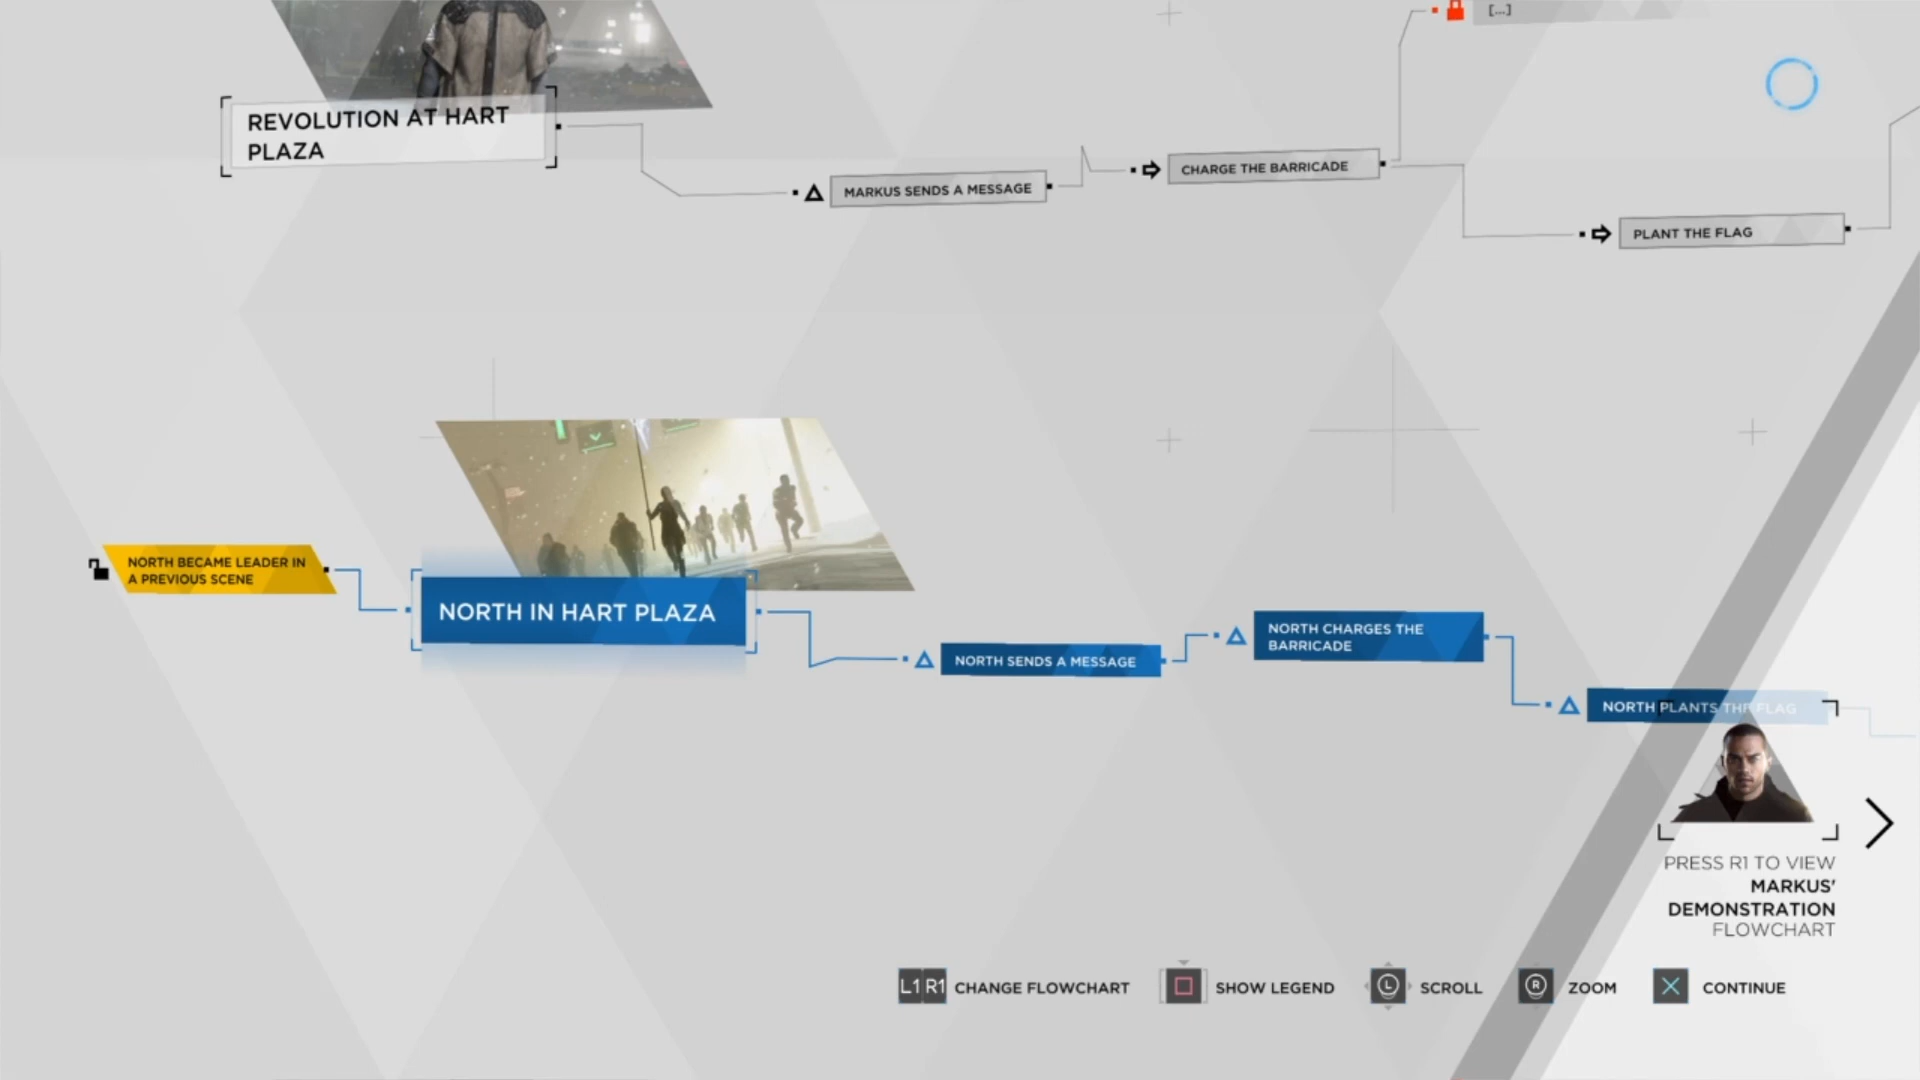 [...]
REVOLUTION AT HART
PLAZA
MARKUS SENDS A MESSAGE
CHARGE THE BARRICADE
PLANT THE FLAG
NORTH BECAME LEADER IN
A PREVIOUS SCENE
NORTH IN HART PLAZA
NORTH SENDS A MESSAGE
NORTH CHARGES THE
BARRICADE
NORTH PLANTS THE FLAG
PRESS R1 TO VIEW
MARKUS'
DEMONSTRATION
FLOWCHART
L1 R1 CHANGE FLOWCHART
SHOW LEGEND
L SCROLL
R ZOOM
CONTINUE